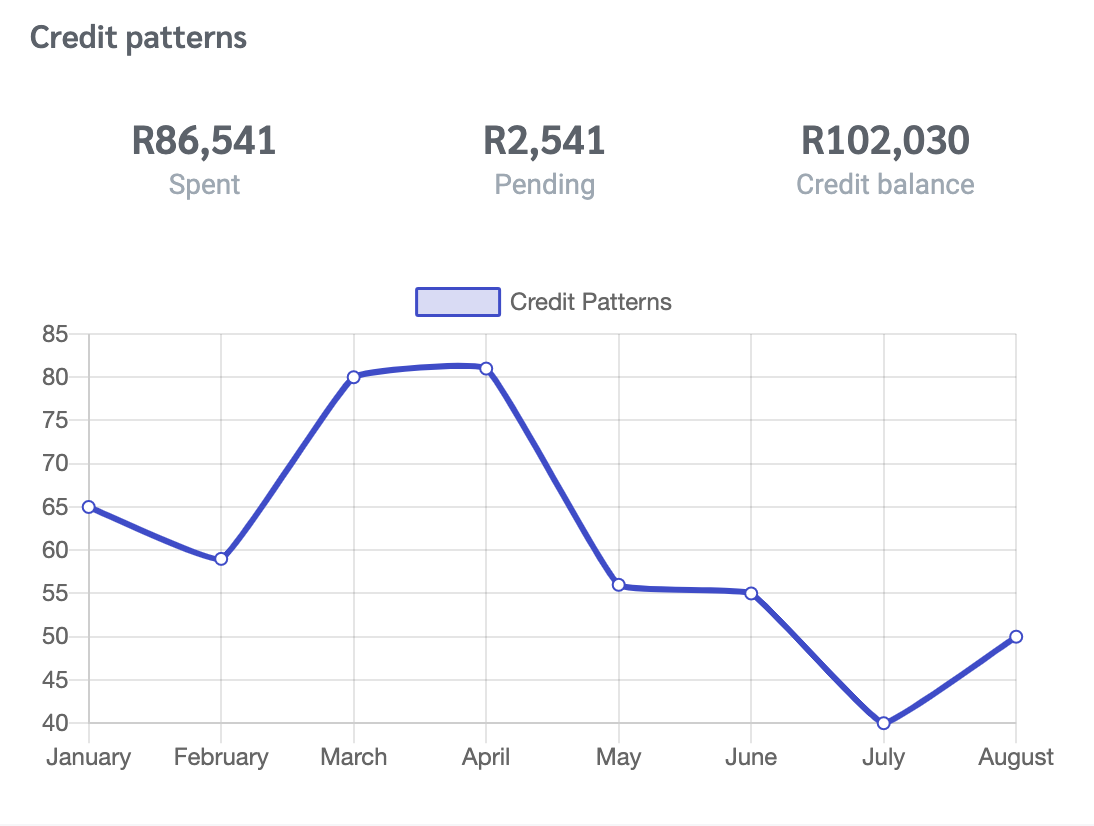 Credit patterns
R86,541 R2,541 R102,030
Spent Pending Credit balance
Credit Patterns
85
80
75
70
65
60
55
50
45
40
January February March April May June July August